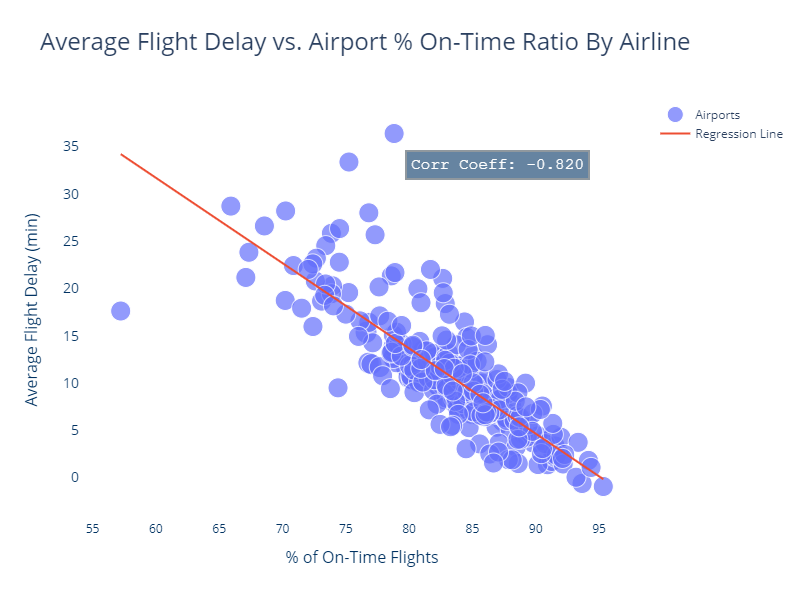 Average Flight Delay vs. Airport % On-Time Ratio By Airline
Airports
Regression Line
Corr Coeff: -0.820
35
30
25
20
15
10
5
0
Average Flight Delay (min)
55 60 65 70 75 80 85 90 95
% of On-Time Flights